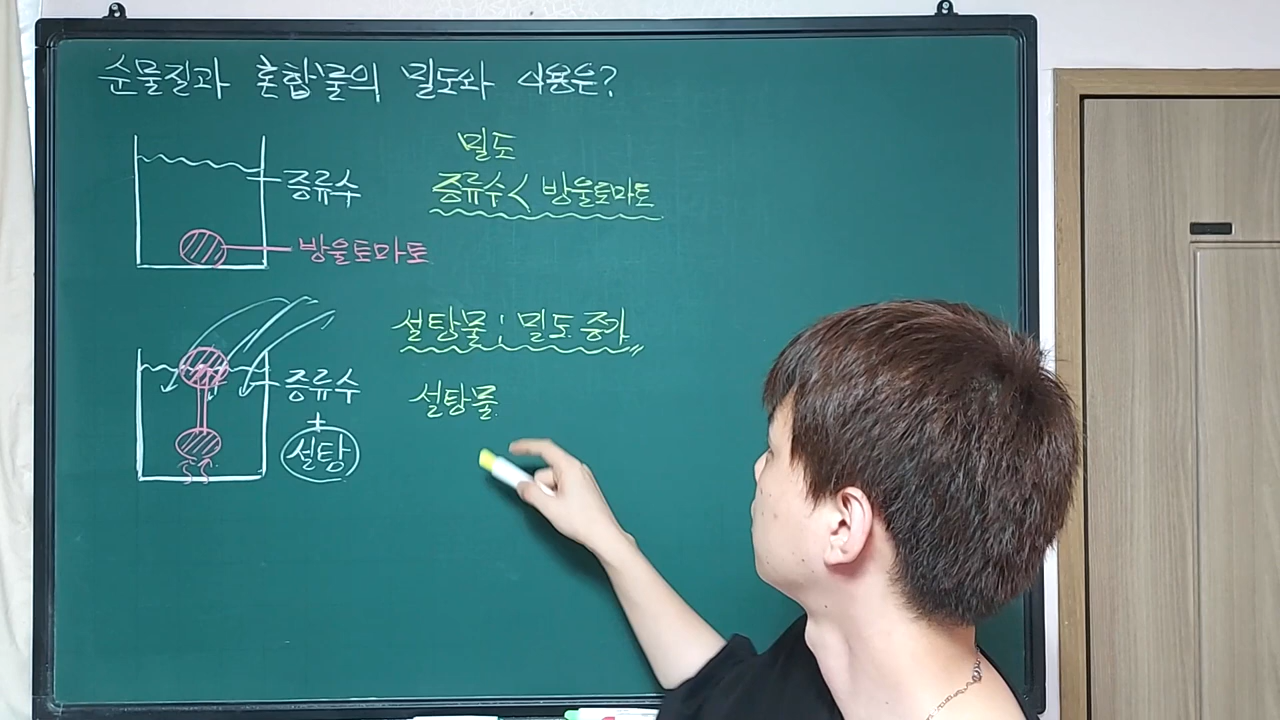 순물질과 혼합물의 밀도와 사용은?
밀도
증류수
증류수 < 방울토마토
방울토마토
설탕물 : 밀도 증가
증류수
+
설탕
설탕물